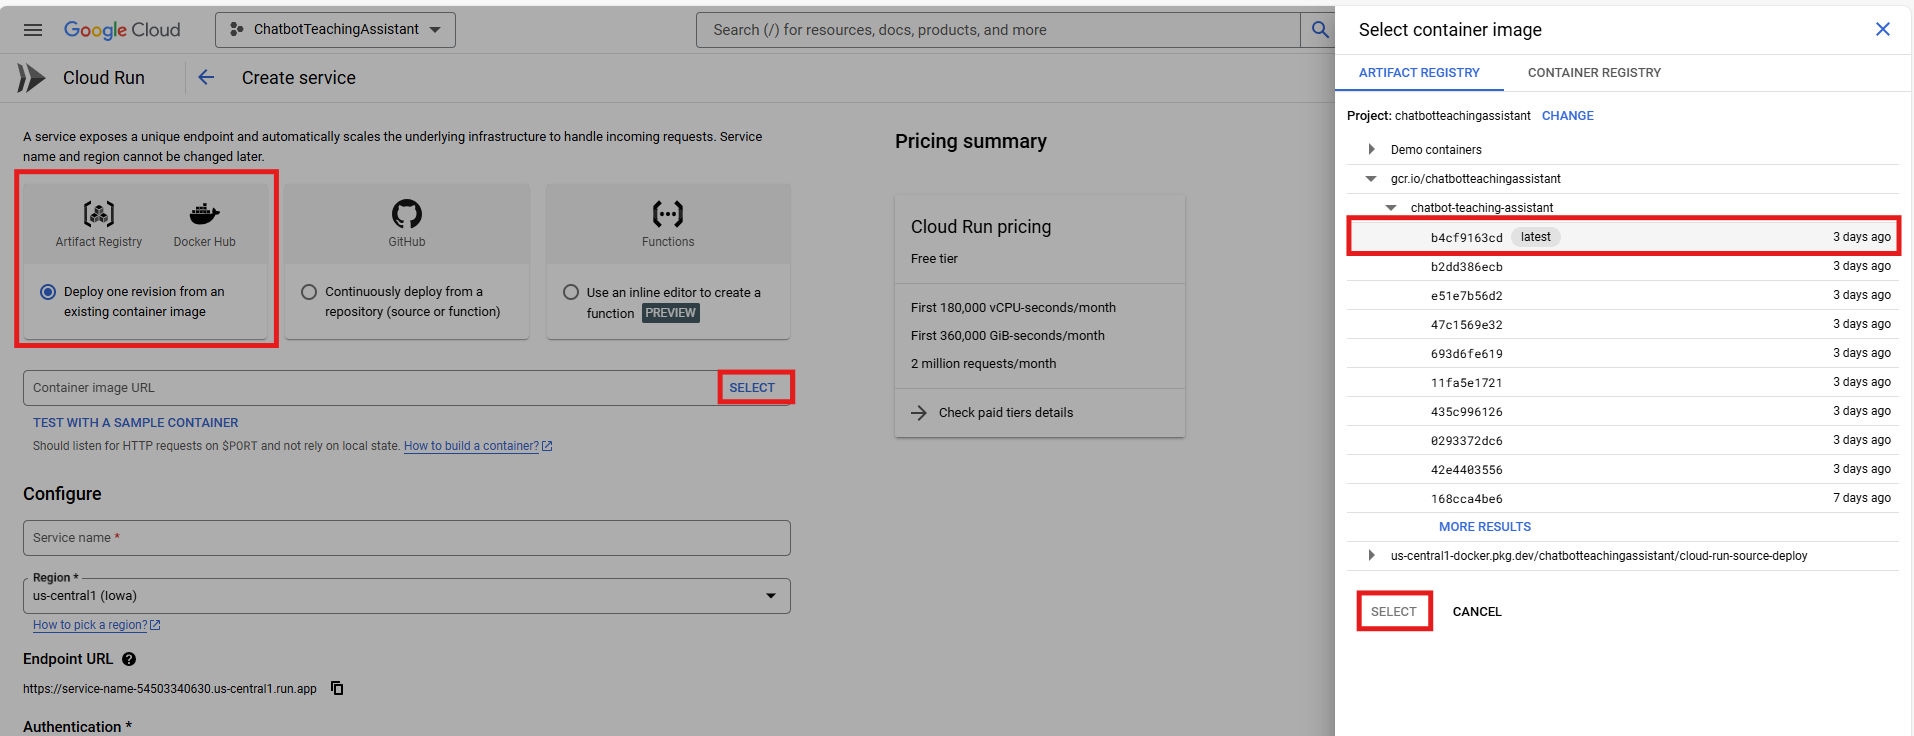 Google Cloud
ChatbotTeachingAssistant
Search (/) for resources, docs, products, and more
Cloud Run
Create service
A service exposes a unique endpoint and automatically scales the underlying infrastructure to handle incoming requests. Service
name and region cannot be changed later.
Artifact Registry
Docker Hub
Deploy one revision from an
existing container image
GitHub
Continuously deploy from a
repository (source or function)
Functions
Use an inline editor to create a
function PREVIEW
Container image URL
SELECT
TEST WITH A SAMPLE CONTAINER
Should listen for HTTP requests on $PORT and not rely on local state. How to build a container?
Configure
Service name *
Region *
us-central1 (Iowa)
How to pick a region?
Endpoint URL
https://service-name-54503340630.us-central1.run.app
Authentication *
Pricing summary
Cloud Run pricing
Free tier
First 180,000 vCPU-seconds/month
First 360,000 GiB-seconds/month
2 million requests/month
Check paid tiers details
Select container image
ARTIFACT REGISTRY
CONTAINER REGISTRY
Project: chatbotteachingassistant CHANGE
Demo containers
gcr.io/chatbotteachingassistant
chatbot-teaching-assistant
b4cf9163cd latest 3 days ago
b2dd386ecb 3 days ago
e51e7b56d2 3 days ago
47c1569e32 3 days ago
693d6fe619 3 days ago
11fa5e1721 3 days ago
435c996126 3 days ago
0293372dc6 3 days ago
42e4403556 3 days ago
168cca4be6 7 days ago
MORE RESULTS
us-central1-docker.pkg.dev/chatbotteachingassistant/cloud-run-source-deploy
SELECT
CANCEL